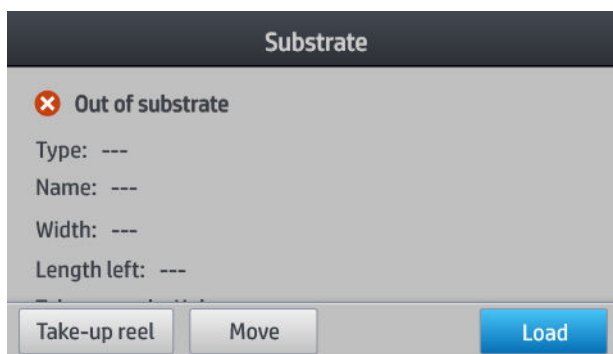 Substrate
Out of substrate
Type: ---
Name: ---
Width: ---
Length left: ---
Take-up reel
Move
Load